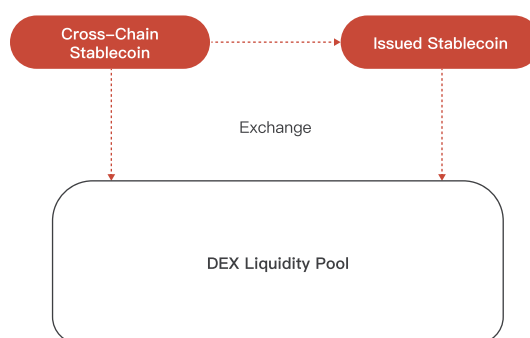 Cross–Chain
Stablecoin
Issued Stablecoin
Exchange
DEX Liquidity Pool